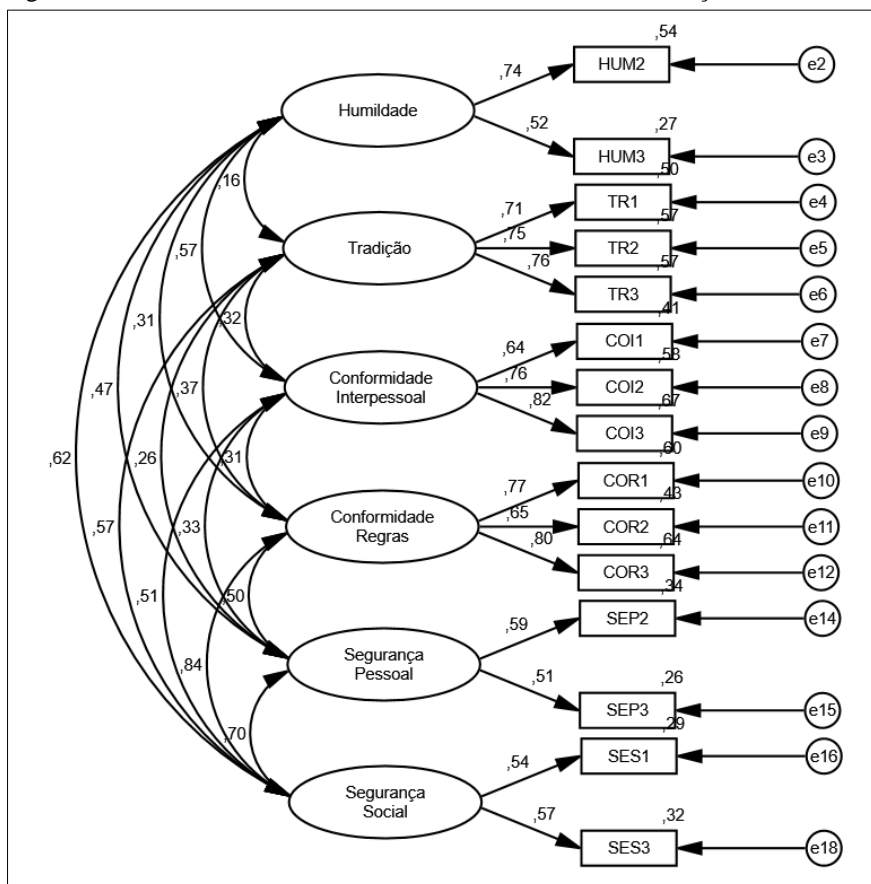 ,54
,74
HUM2
e2
Humildade
,52
,27
HUM3
e3
,16
,50
,71
TR1
e4
,57
,75
TR2
e5
Tradição
,57
,57
,76
TR3
e6
,31
,32
,41
,64
COI1
e7
,47
,37
,58
,76
COI2
e8
Conformidade
Interpessoal
,67
,82
COI3
e9
,62
,26
,31
,60
,77
COR1
e10
,57
,33
,43
,65
COR2
e11
Conformidade
Regras
,64
,80
COR3
e12
,51
,50
,34
,59
SEP2
e14
,84
Segurança
Pessoal
,51
,26
SEP3
e15
,70
,29
,54
SES1
e16
Segurança
Social
,57
,32
SES3
e18